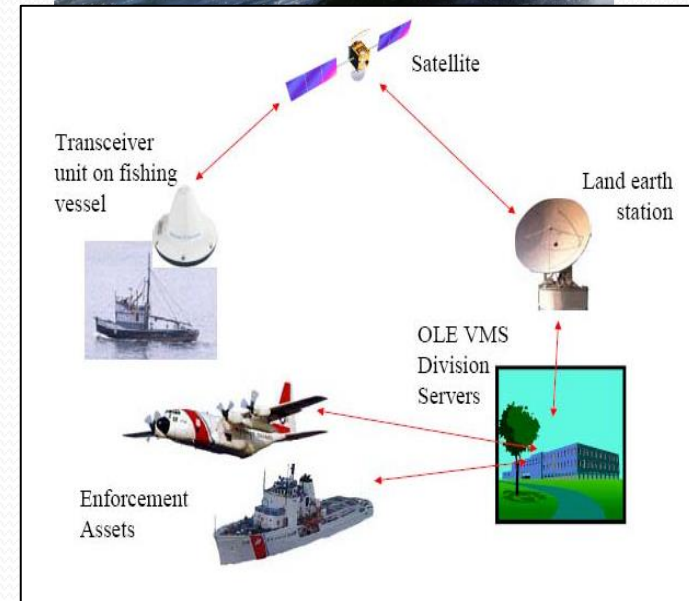 Satellite
Transceiver
unit on fishing
vessel
Land earth
station
OLE VMS
Division
Servers
Enforcement
Assets